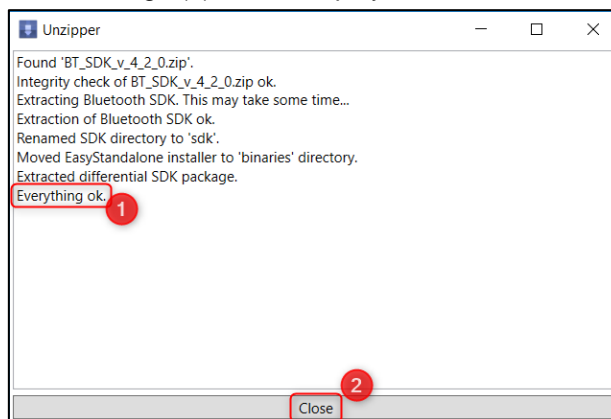 Unzipper
Found 'BT_SDK_v_4_2_0.zip'.
Integrity check of BT_SDK_v_4_2_0.zip ok.
Extracting Bluetooth SDK. This may take some time...
Extraction of Bluetooth SDK ok.
Renamed SDK directory to 'sdk'.
Moved EasyStandalone installer to 'binaries' directory.
Extracted differential SDK package.
Everything ok.
1
2
Close